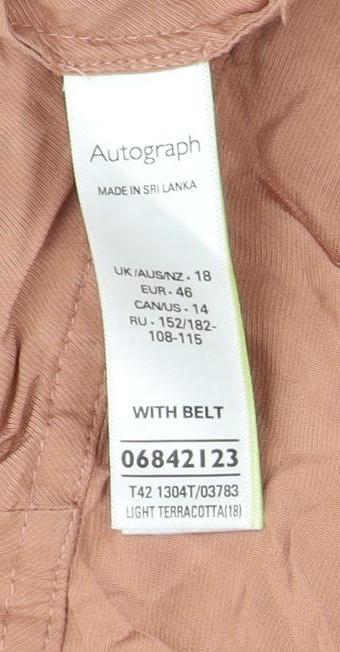 Autograph
MADE IN SRI LANKA
UK/AUS/NZ - 18
EUR - 46
CAN/US - 14
RU - 152/182-
108-115
WITH BELT
06842123
T42 1304T/03783
LIGHT TERRACOTTA(18)